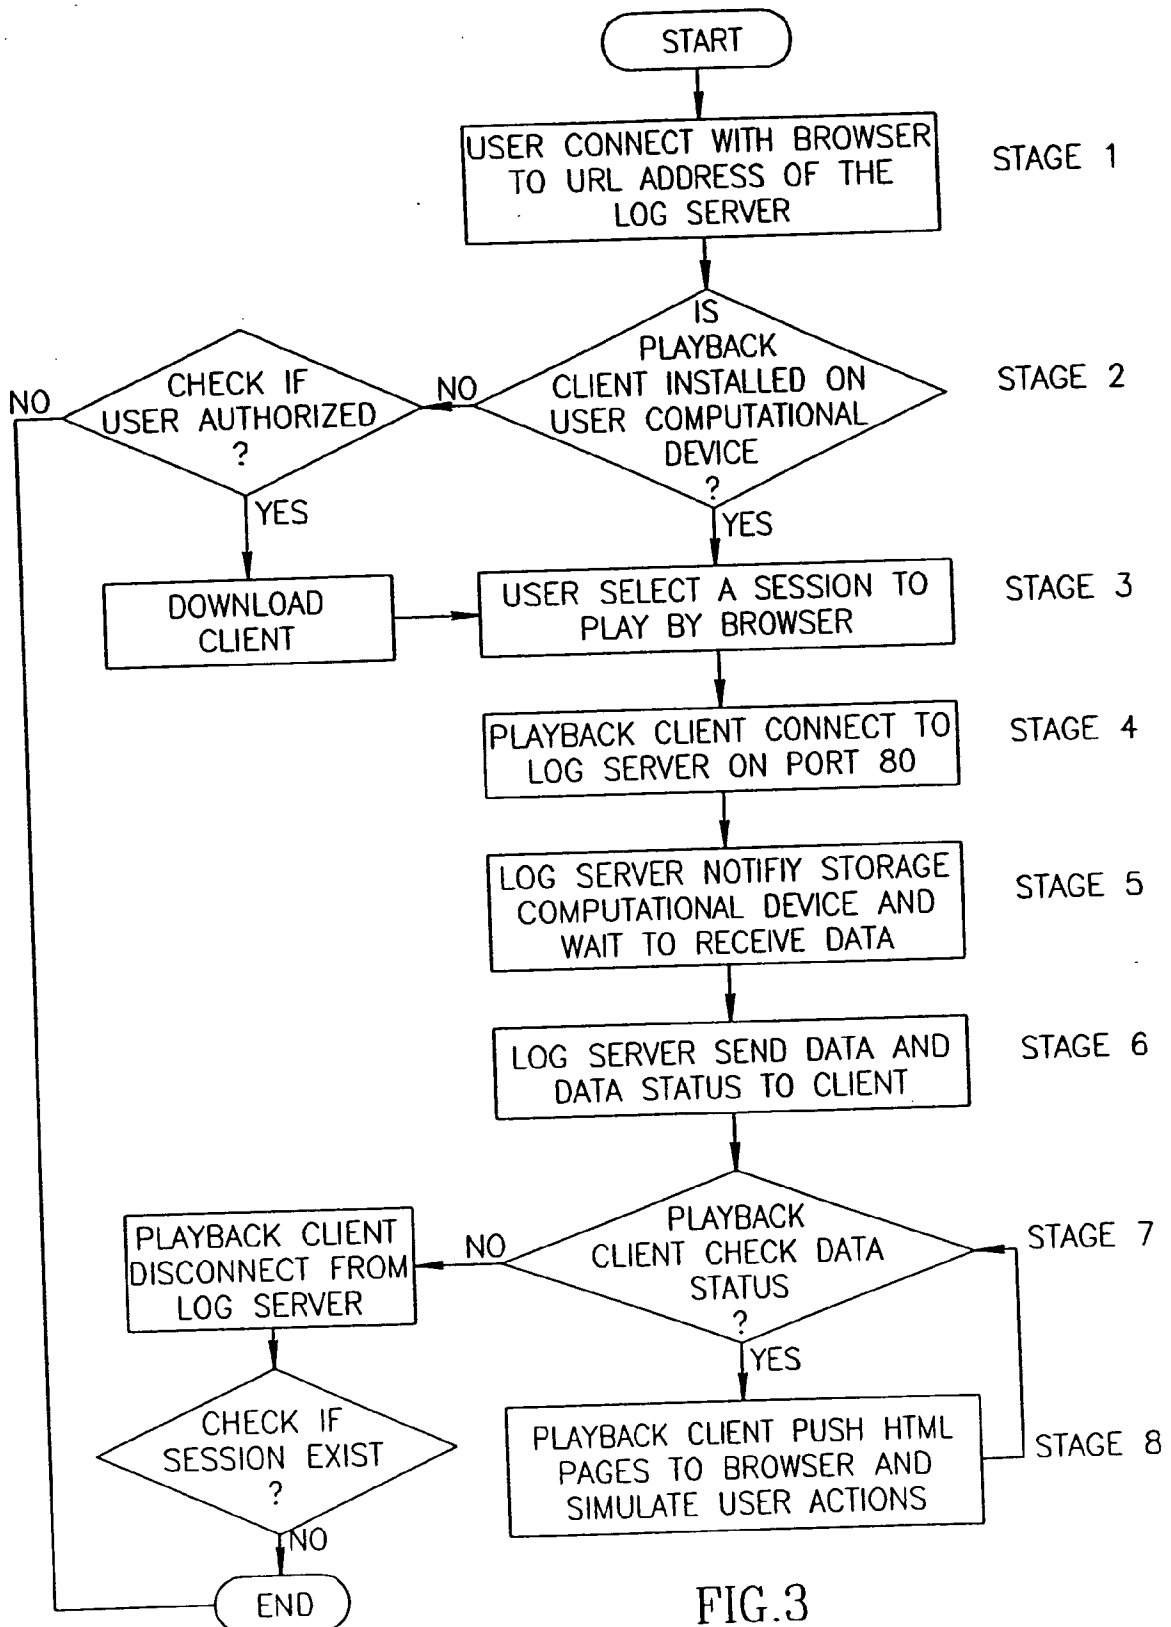 START
USER CONNECT WITH BROWSER
TO URL ADDRESS OF THE
LOG SERVER
STAGE 1
IS
PLAYBACK
CLIENT INSTALLED ON
USER COMPUTATIONAL
DEVICE
?
STAGE 2
NO
CHECK IF
USER AUTHORIZED
?
NO
YES
YES
DOWNLOAD
CLIENT
USER SELECT A SESSION TO
PLAY BY BROWSER
STAGE 3
PLAYBACK CLIENT CONNECT TO
LOG SERVER ON PORT 80
STAGE 4
LOG SERVER NOTIFIY STORAGE
COMPUTATIONAL DEVICE AND
WAIT TO RECEIVE DATA
STAGE 5
LOG SERVER SEND DATA AND
DATA STATUS TO CLIENT
STAGE 6
PLAYBACK
CLIENT CHECK DATA
STATUS
?
STAGE 7
NO
PLAYBACK CLIENT
DISCONNECT FROM
LOG SERVER
YES
CHECK IF
SESSION EXIST
?
PLAYBACK CLIENT PUSH HTML
PAGES TO BROWSER AND
SIMULATE USER ACTIONS
STAGE 8
NO
END
FIG.3